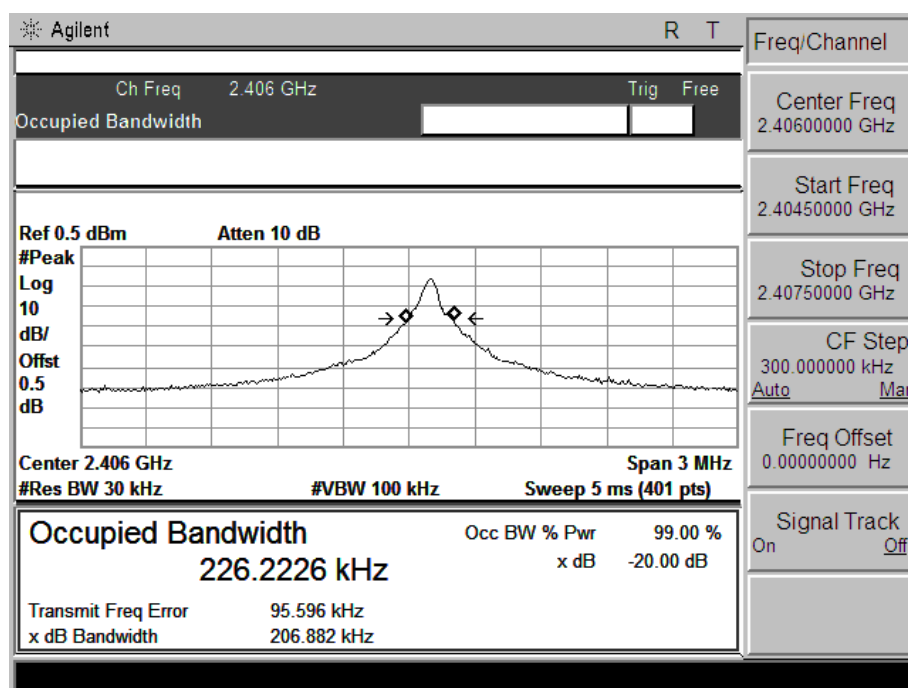 Agilent R T
Ch Freq 2.406 GHz Trig Free
Occupied Bandwidth
Ref 0.5 dBm Atten 10 dB
#Peak
Log
10
dB/
Offst
0.5
dB
Center 2.406 GHz Span 3 MHz
#Res BW 30 kHz #VBW 100 kHz Sweep 5 ms (401 pts)
Occupied Bandwidth Occ BW % Pwr 99.00 %
226.2226 kHz x dB -20.00 dB
Transmit Freq Error 95.596 kHz
x dB Bandwidth 206.882 kHz
Freq/Channel
Center Freq
2.40600000 GHz
Start Freq
2.40450000 GHz
Stop Freq
2.40750000 GHz
CF Step
300.000000 kHz
Auto Mar
Freq Offset
0.00000000 Hz
Signal Track
On Off